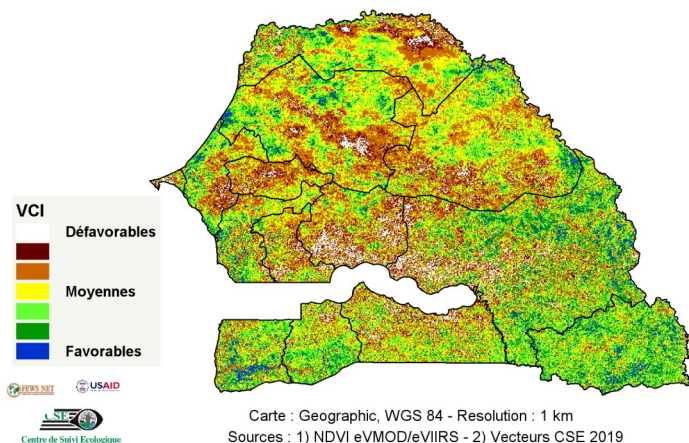 VCI
Défavorables
Moyennes
Favorables
FEWS NET
USAID
CSE
Centre de Suivi Ecologique
Carte : Geographic, WGS 84 - Resolution : 1 km
Sources : 1) NDVI eVMOD/eVIIRS - 2) Vecteurs CSE 2019